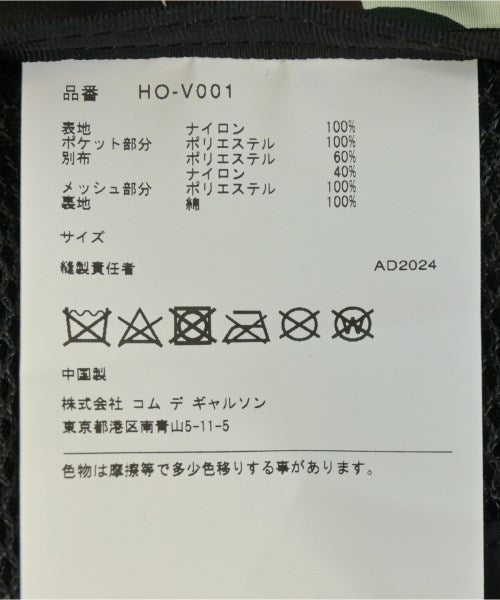 品番 HO-V001
表地 ナイロン 100%
ポケット部分 ポリエステル 100%
別布 ポリエステル 60%
ナイロン 40%
メッシュ部分 ポリエステル 100%
裏地 綿 100%
サイズ
縫製責任者 AD2024
中国製
株式会社 コム デ ギャルソン
東京都港区南青山5-11-5
色物は摩擦等で多少色移りする事があります。